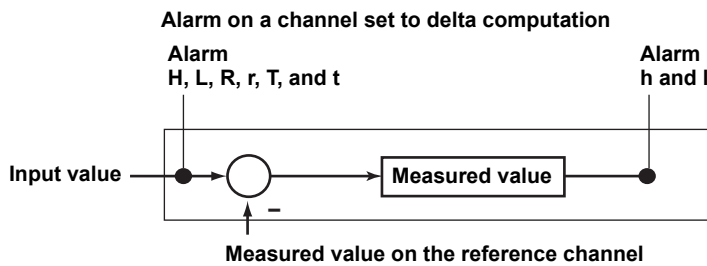 Alarm on a channel set to delta computation
Alarm
H, L, R, r, T, and t
Alarm
h and
Input value
Measured value
–
Measured value on the reference channel